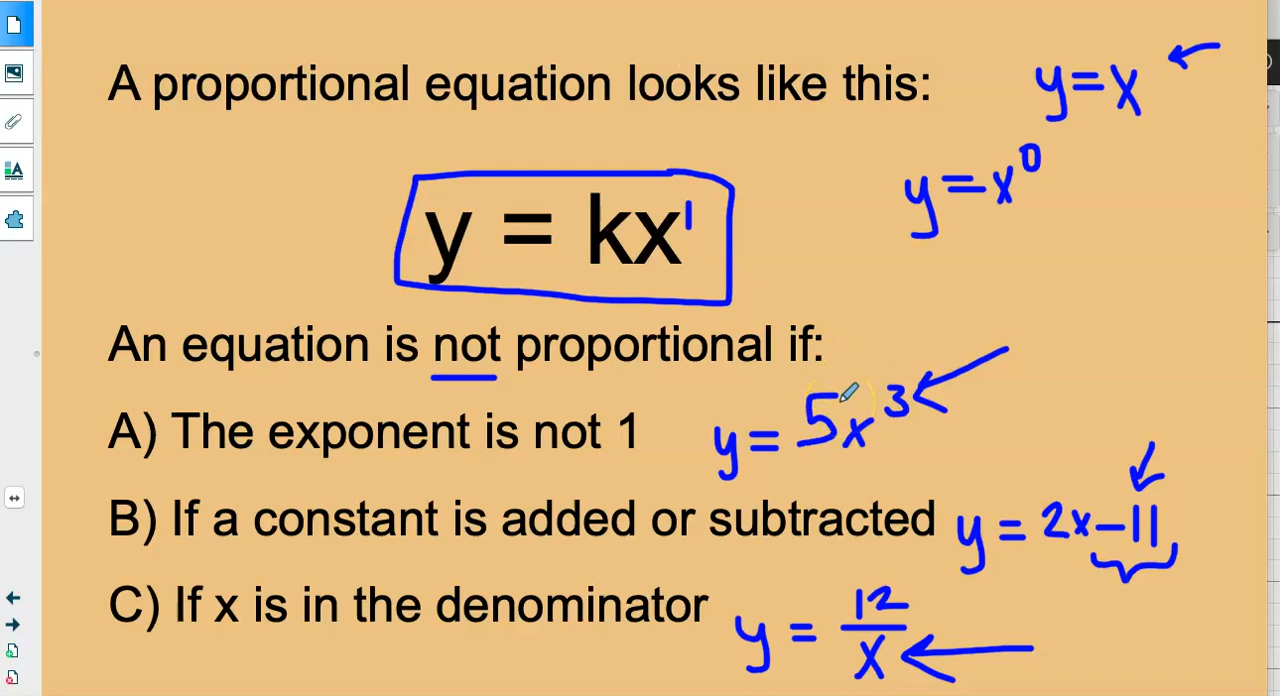 A proportional equation looks like this: y=x
y=x⁰
y = kx¹
An equation is not proportional if:
A) The exponent is not 1 y = 5x³
B) If a constant is added or subtracted y = 2x-11
C) If x is in the denominator y = 12/x